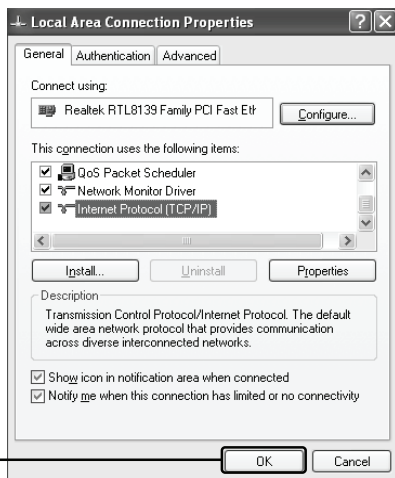 Local Area Connection Properties
General Authentication Advanced
Connect using:
Realtek RTL8139 Family PCI Fast Eth
Configure...
This connection uses the following items:
QoS Packet Scheduler
Network Monitor Driver
Internet Protocol (TCP/IP)
Install... Uninstall Properties
Description
Transmission Control Protocol/Internet Protocol. The default
wide area network protocol that provides communication
across diverse interconnected networks.
Show icon in notification area when connected
Notify me when this connection has limited or no connectivity
OK Cancel